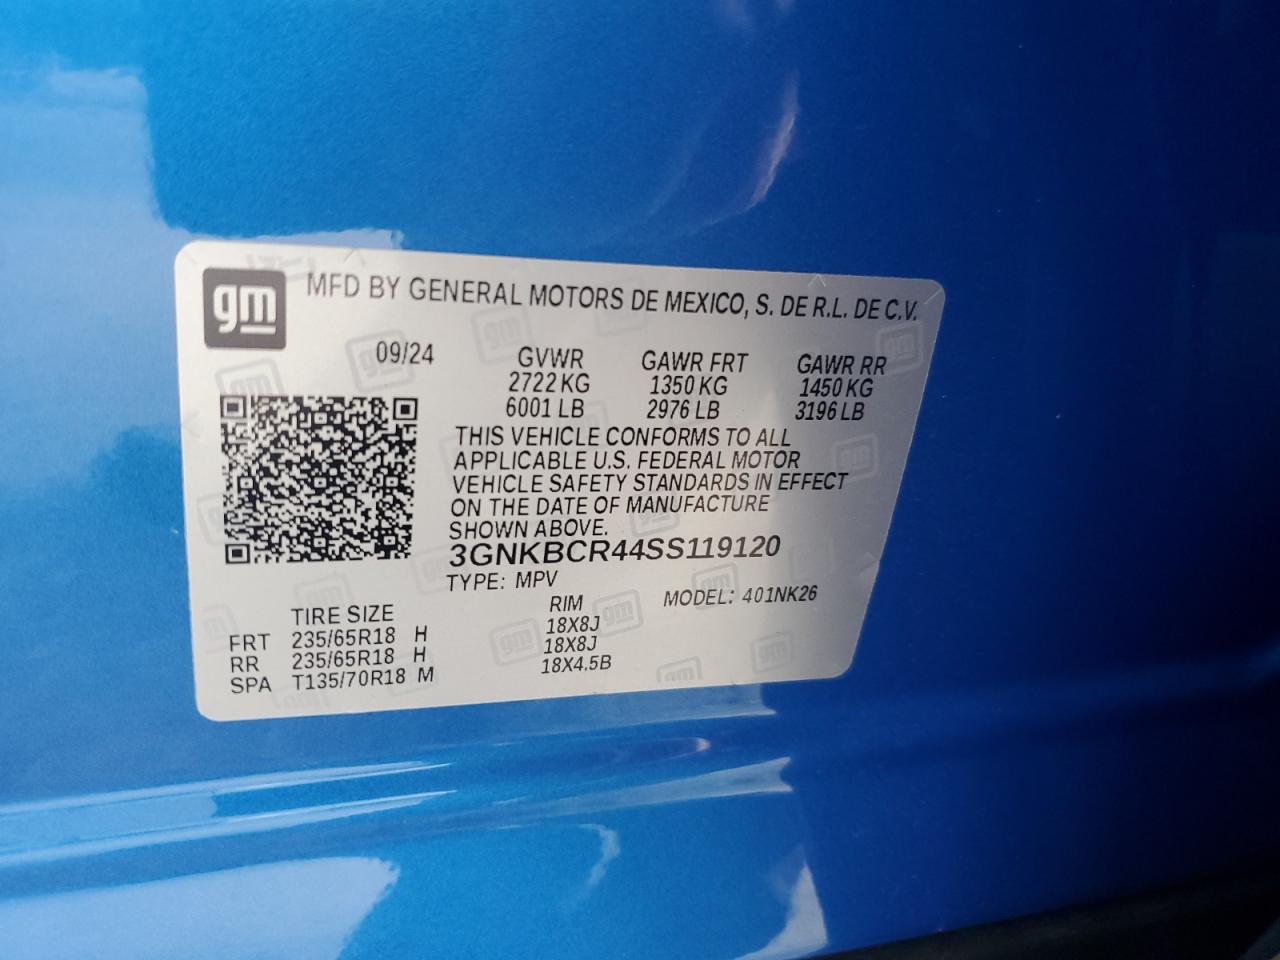 gm
MFD BY GENERAL MOTORS DE MEXICO, S. DE R.L. DE C.V.
09/24 GVWR GAWR FRT GAWR RR
2722 KG 1350 KG 1450 KG
6001 LB 2976 LB 3196 LB
THIS VEHICLE CONFORMS TO ALL
APPLICABLE U.S. FEDERAL MOTOR
VEHICLE SAFETY STANDARDS IN EFFECT
ON THE DATE OF MANUFACTURE
SHOWN ABOVE.
3GNKBCR44SS119120
TYPE: MPV MODEL: 401NK26
TIRE SIZE RIM
FRT 235/65R18 H 18X8J
RR 235/65R18 H 18X8J
SPA T135/70R18 M 18X4.5B